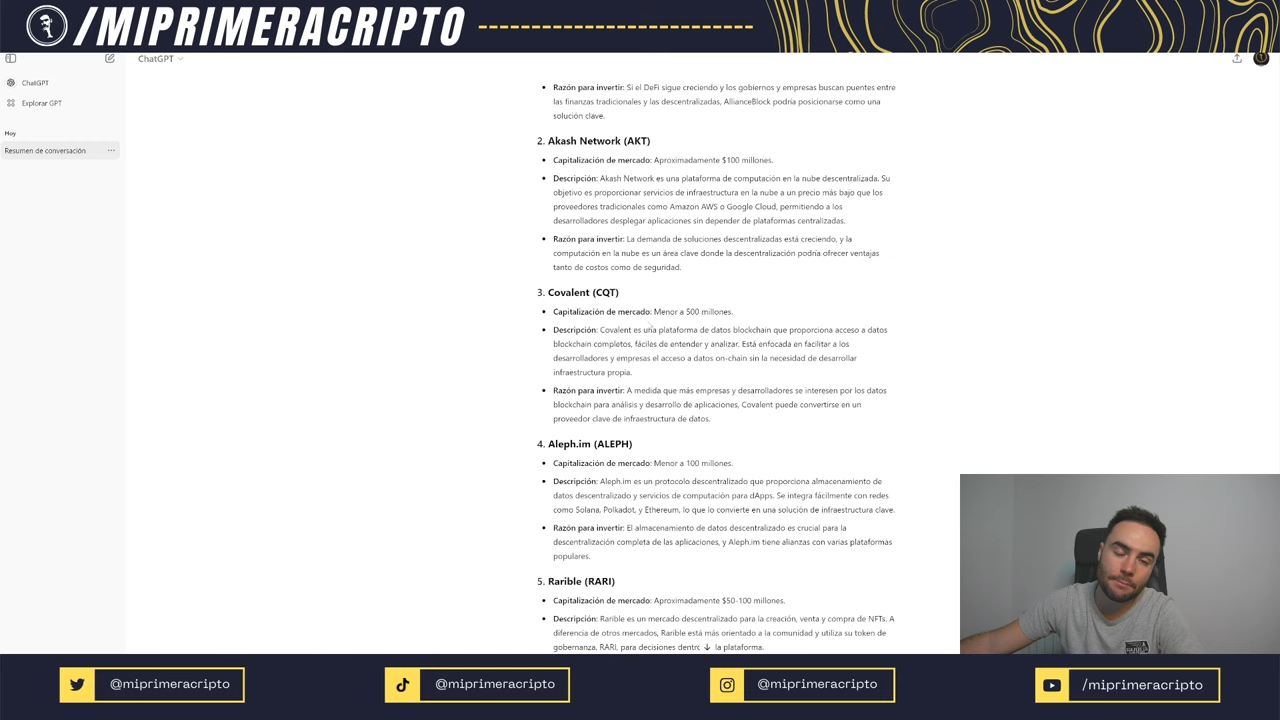 /MIPRIMERACRIPTO
ChatGPT
ChatGPT
Explorar GPT
Hoy
Resumen de conversación
Razón para invertir: Si el DeFi sigue creciendo y los gobiernos y empresas buscan puentes entre
las finanzas tradicionales y las descentralizadas, AllianceBlock podría posicionarse como una
solución clave.
2. Akash Network (AKT)
Capitalización de mercado: Aproximadamente $100 millones.
Descripción: Akash Network es una plataforma de computación en la nube descentralizada. Su
objetivo es proporcionar servicios de infraestructura en la nube a un precio más bajo que los
proveedores tradicionales como Amazon AWS o Google Cloud, permitiendo a los
desarrolladores desplegar aplicaciones sin depender de plataformas centralizadas.
Razón para invertir: La demanda de soluciones descentralizadas está creciendo, y la
computación en la nube es un área clave donde la descentralización podría ofrecer ventajas
tanto de costos como de seguridad.
3. Covalent (CQT)
Capitalización de mercado: Menor a 500 millones.
Descripción: Covalent es una plataforma de datos blockchain que proporciona acceso a datos
blockchain completos, fáciles de entender y analizar. Está enfocada en facilitar a los
desarrolladores y empresas el acceso a datos on-chain sin la necesidad de desarrollar
infraestructura propia.
Razón para invertir: A medida que más empresas y desarrolladores se interesen por los datos
blockchain para análisis y desarrollo de aplicaciones, Covalent puede convertirse en un
proveedor clave de infraestructura de datos.
4. Aleph.im (ALEPH)
Capitalización de mercado: Menor a 100 millones.
Descripción: Aleph.im es un protocolo descentralizado que proporciona almacenamiento de
datos descentralizado y servicios de computación para dApps. Se integra fácilmente con redes
como Solana, Polkadot, y Ethereum, lo que lo convierte en una solución de infraestructura clave.
Razón para invertir: El almacenamiento de datos descentralizado es crucial para la
descentralización completa de las aplicaciones, y Aleph.im tiene alianzas con varias plataformas
populares.
5. Rarible (RARI)
Capitalización de mercado: Aproximadamente $50-100 millones.
Descripción: Rarible es un mercado descentralizado para la creación, venta y compra de NFTs. A
diferencia de otros mercados, Rarible está más orientado a la comunidad y utiliza su token de
gobernanza, RARI, para decisiones dentro la plataforma.
@miprimeracripto
@miprimeracripto
@miprimeracripto
/miprimeracripto